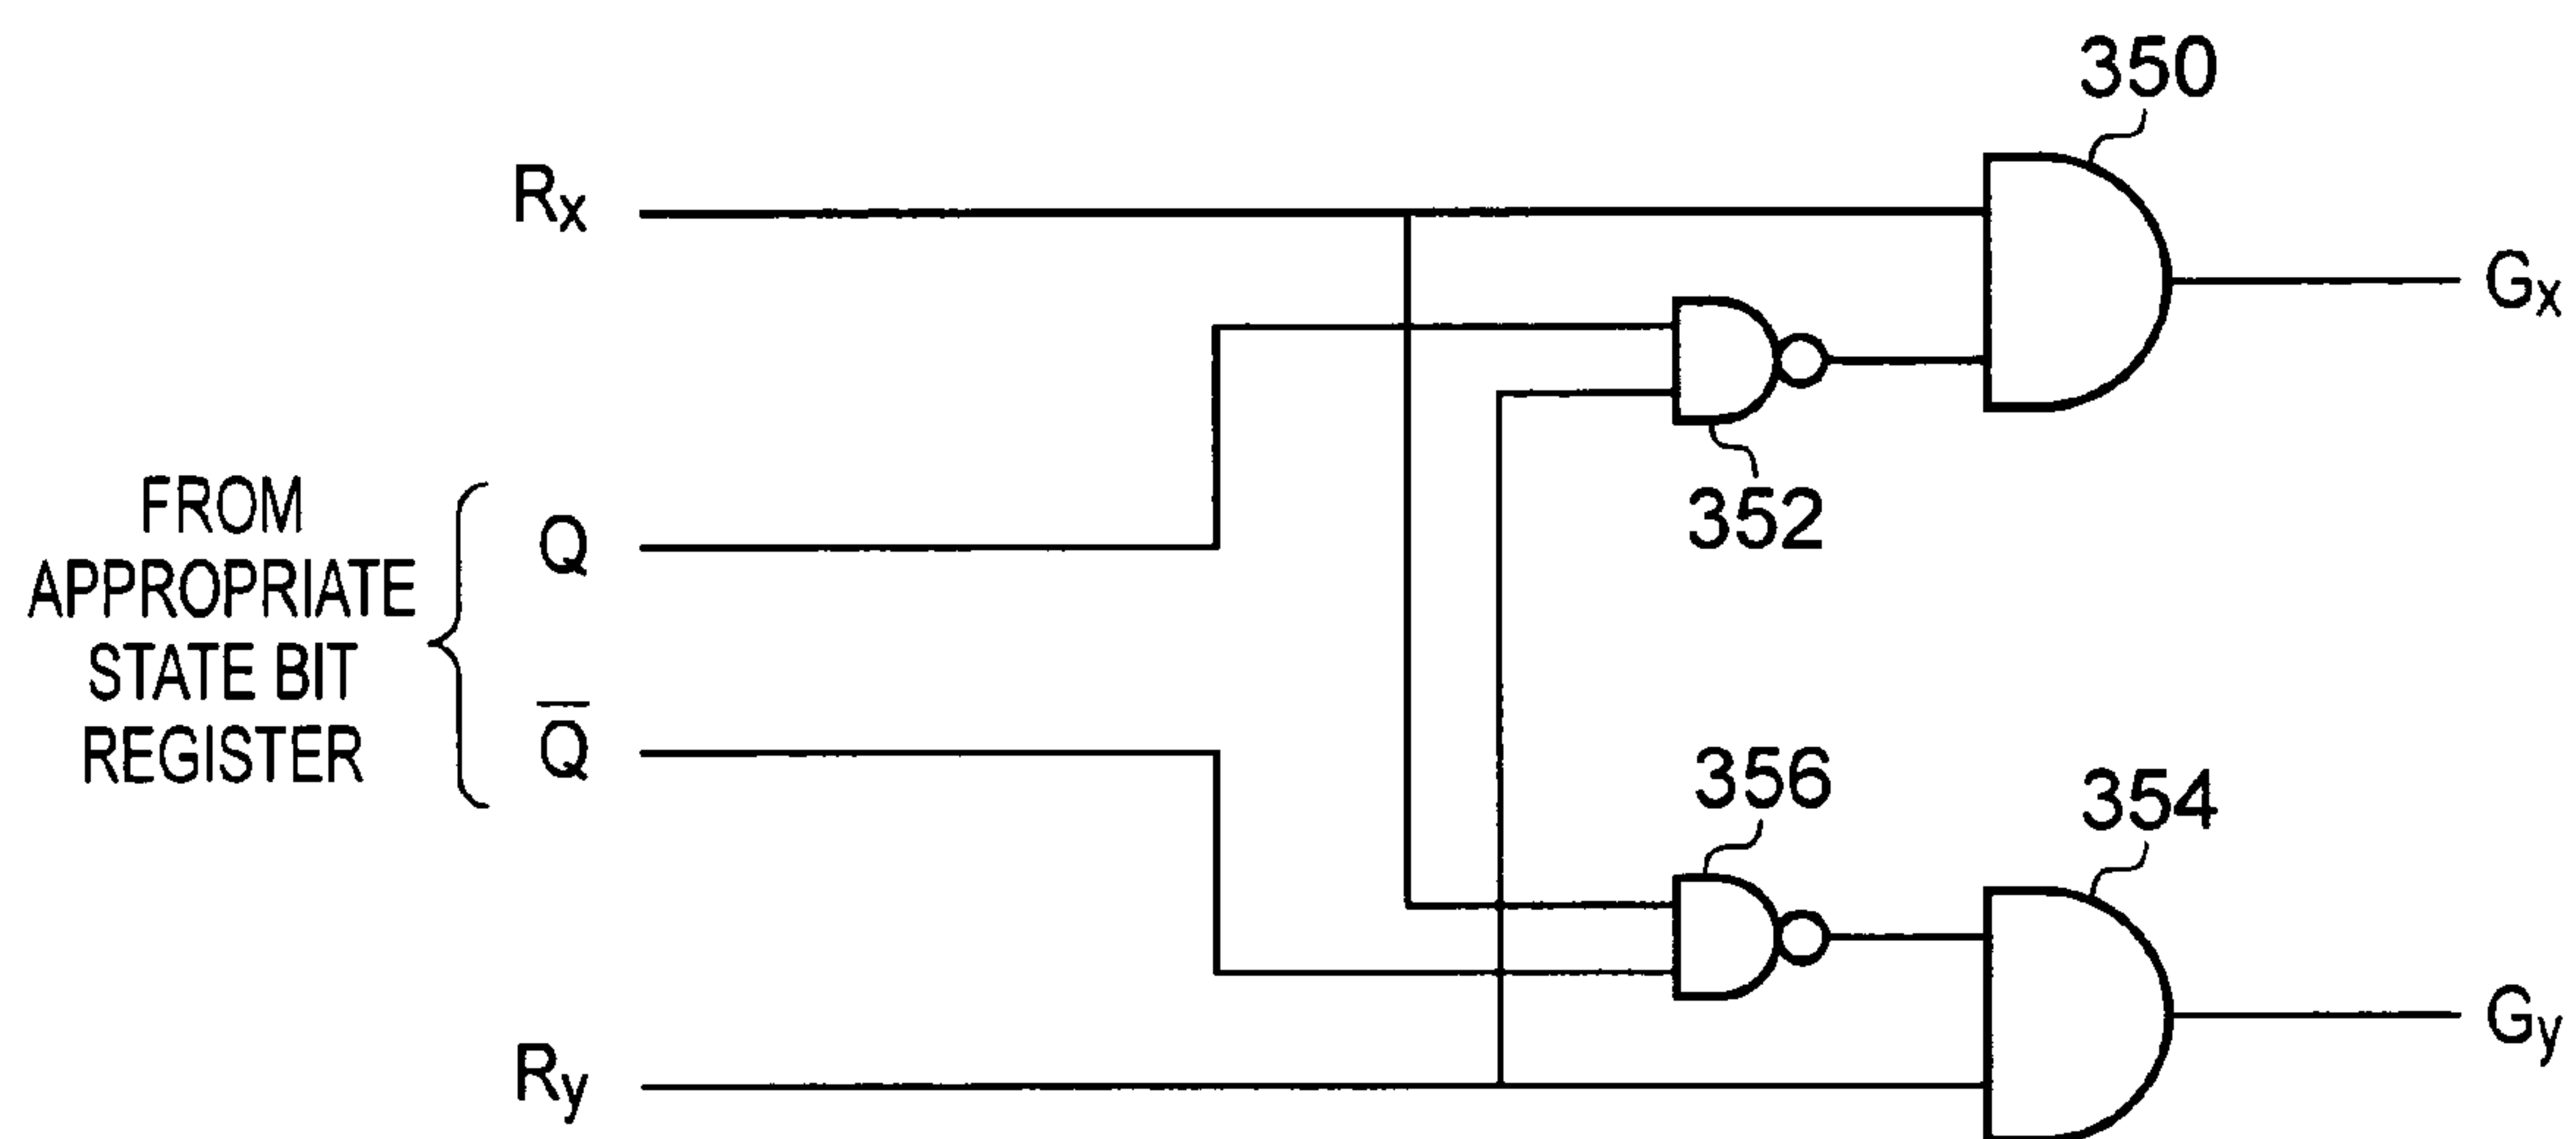 350
Rx
Gx
352
FROM
APPROPRIATE
STATE BIT
REGISTER
Q
Q̅
356
354
Ry
Gy